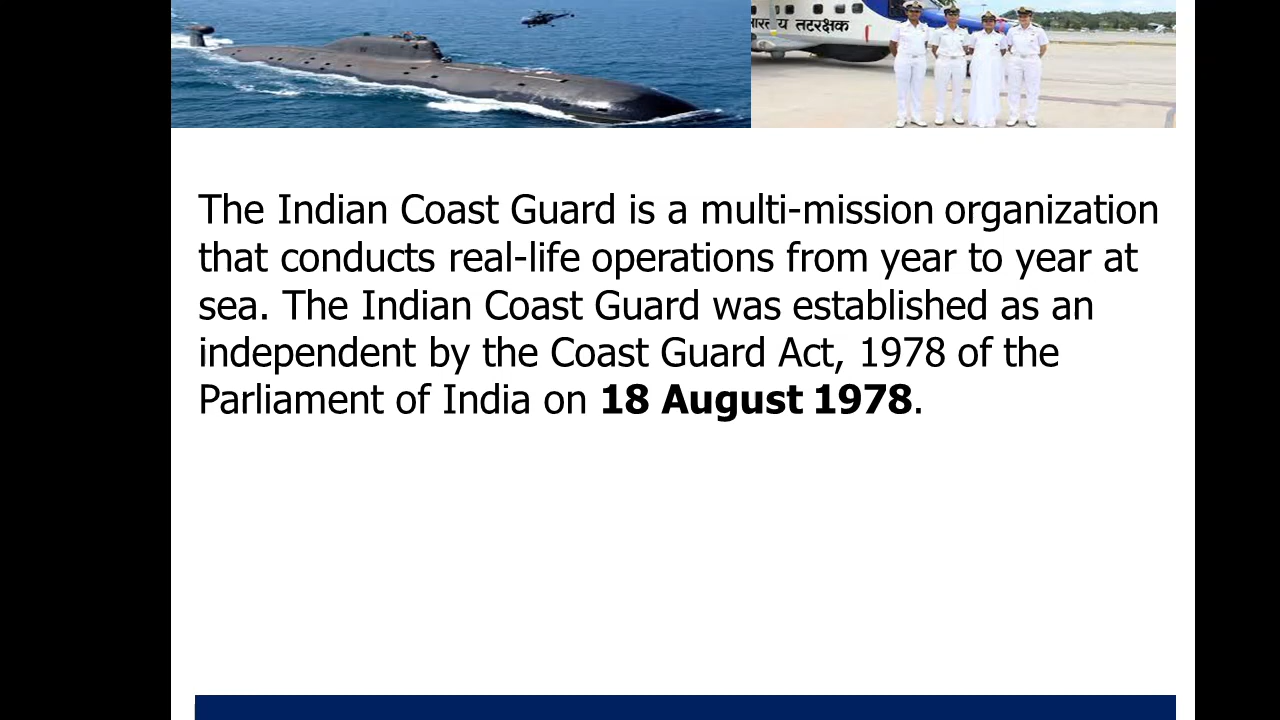 तटरक्षक
The Indian Coast Guard is a multi-mission organization
that conducts real-life operations from year to year at
sea. The Indian Coast Guard was established as an
independent by the Coast Guard Act, 1978 of the
Parliament of India on 18 August 1978.